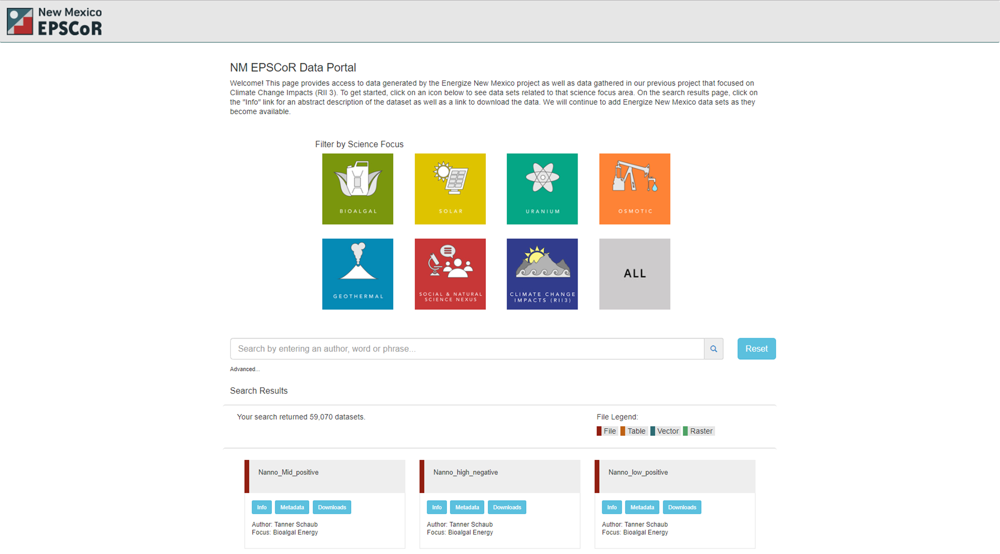 New Mexico
EPSCoR
NM EPSCoR Data Portal
Welcome! This page provides access to data generated by the Energize New Mexico project as well as data gathered in our previous project that focused on
Climate Change Impacts (RII 3). To get started, click on an icon below to see data sets related to that science focus area. On the search results page, click on
the "Info" link for an abstract description of the dataset as well as a link to download the data. We will continue to add Energize New Mexico data sets as they
become available.
Filter by Science Focus
BIOALGAL
SOLAR
URANIUM
OSMOTIC
GEOTHERMAL
SOCIAL & NATURAL
SCIENCE NEXUS
CLIMATE CHANGE
IMPACTS (RII3)
ALL
Search by entering an author, word or phrase...
Reset
Advanced...
Search Results
Your search returned 59,070 datasets.
File Legend:
File Table Vector Raster
Nanno_Mid_positive
Info Metadata Downloads
Author: Tanner Schaub
Focus: Bioalgal Energy
Nanno_high_negative
Info Metadata Downloads
Author: Tanner Schaub
Focus: Bioalgal Energy
Nanno_low_positive
Info Metadata Downloads
Author: Tanner Schaub
Focus: Bioalgal Energy